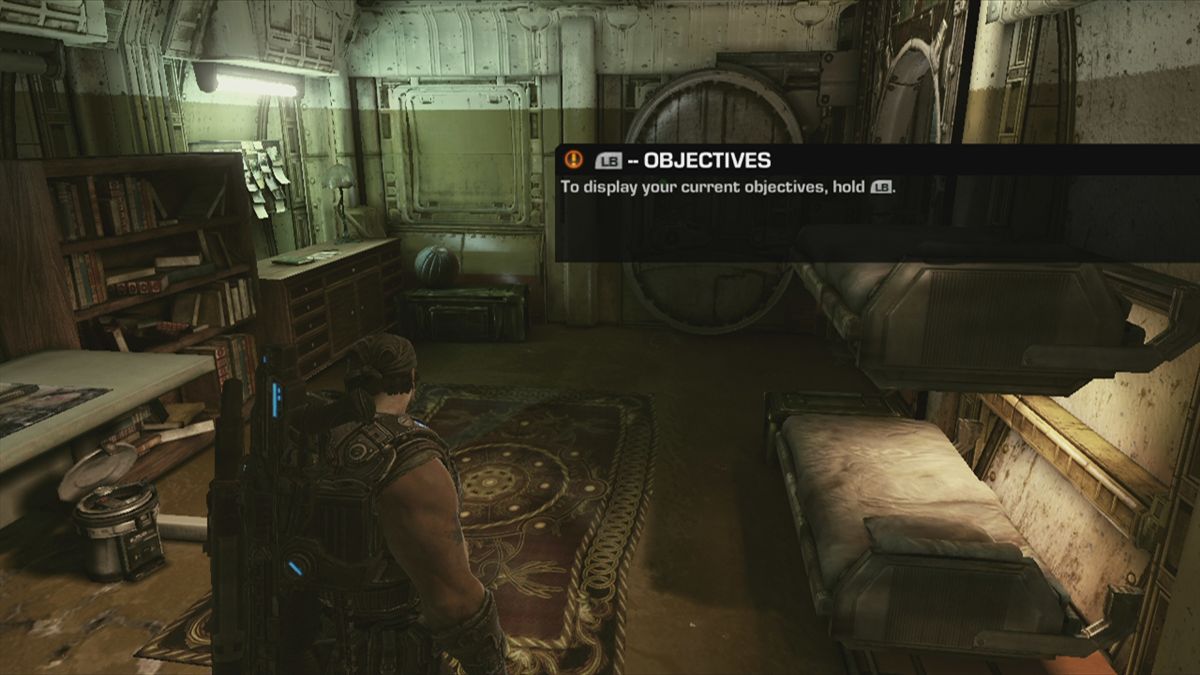 LB -- OBJECTIVES
To display your current objectives, hold LB.